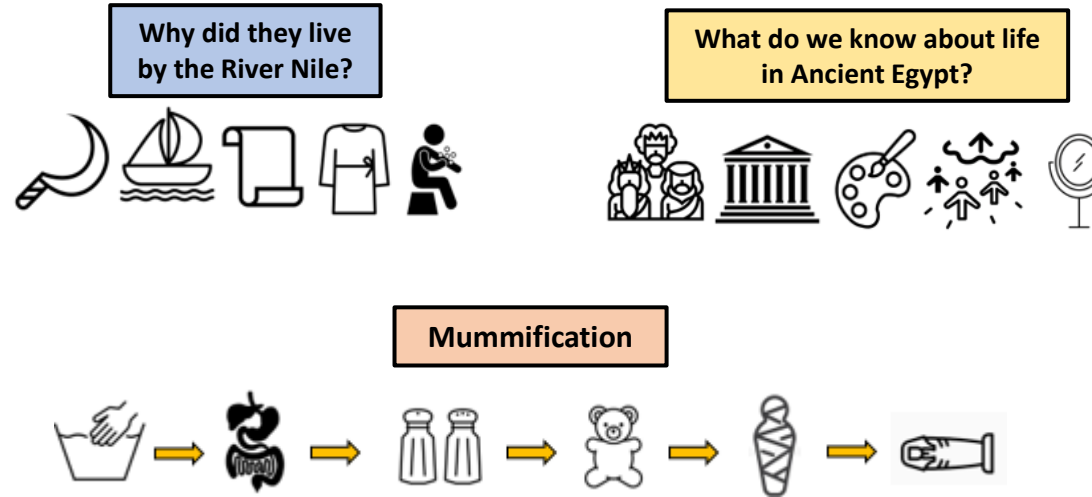 Why did they live
by the River Nile?
What do we know about life
in Ancient Egypt?
Mummification